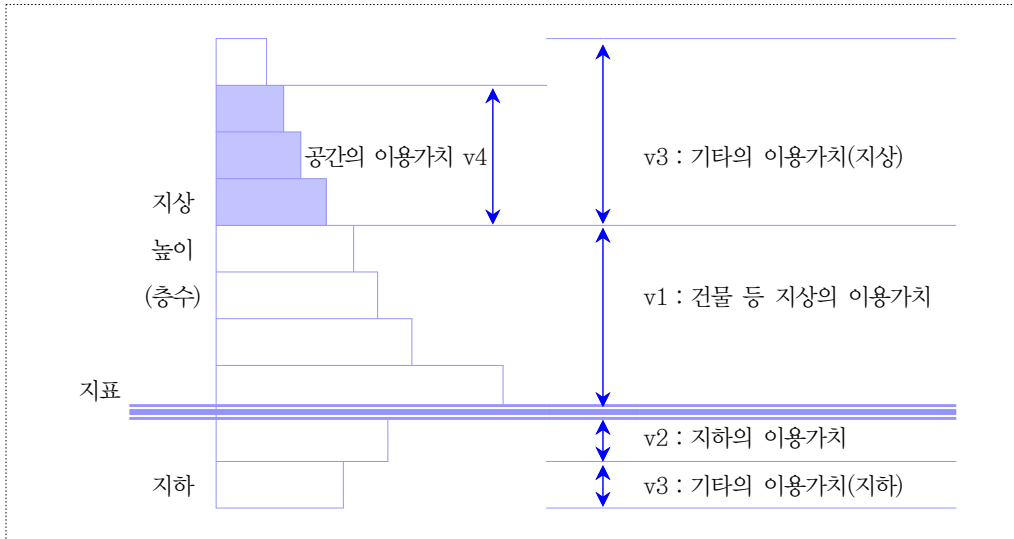 공간의 이용가치 v4
v3 : 기타의 이용가치(지상)
지상
높이
(층수)
v1 : 건물 등 지상의 이용가치
지표
v2 : 지하의 이용가치
지하
v3 : 기타의 이용가치(지하)